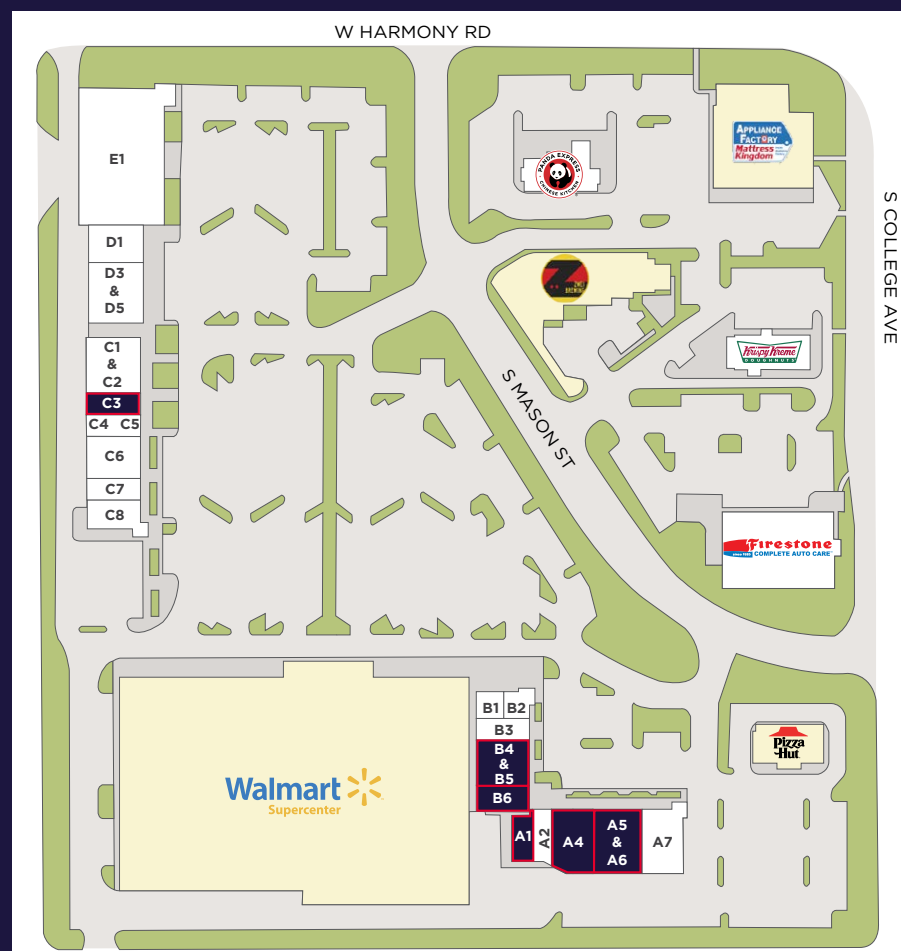 W HARMONY RD
E1
APPLIANCE
FACTORY
Mattress
Kingdom
PANDA EXPRESS
CHINESE KITCHEN
S COLLEGE AVE
D1
D3
&
D5
Z
BREWING
C1
&
C2
Krispy Kreme
DOUGHNUTS
C3
C4 C5
S MASON ST
C6
C7
C8
Firestone
COMPLETE AUTO CARE
B1 B2
B3
B4
&
B5
B6
Pizza
Hut
Walmart
Supercenter
A1
A2
A4
A5
&
A6
A7